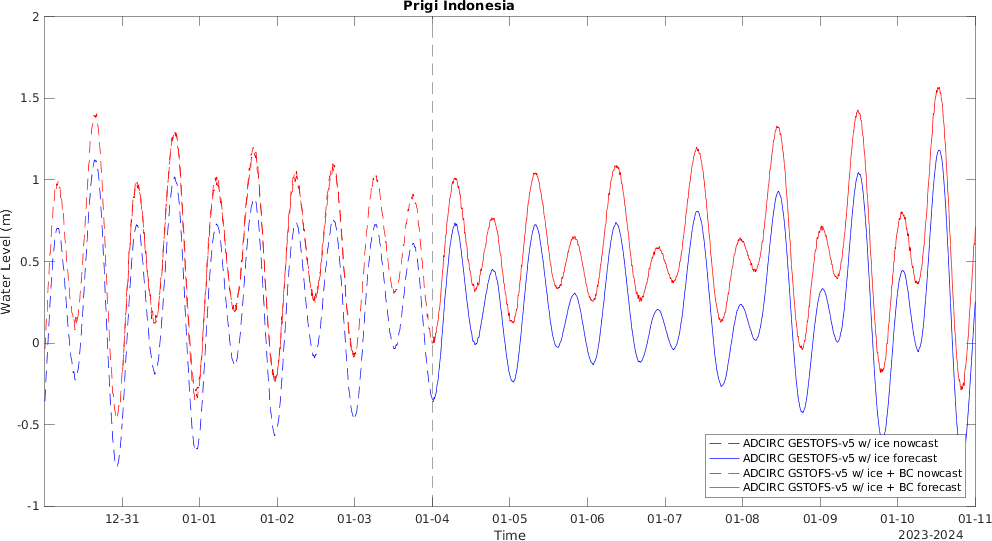 Prigi Indonesia
2
1.5
1
0.5
0
-0.5
-1
Water Level (m)
ADCIRC GESTOFS-v5 w/ ice nowcast
ADCIRC GESTOFS-v5 w/ ice forecast
ADCIRC GSTOFS-v5 w/ ice + BC nowcast
ADCIRC GSTOFS-v5 w/ ice + BC forecast
12-31 01-01 01-02 01-03 01-04 01-05 01-06 01-07 01-08 01-09 01-10 01-11
Time
2023-2024